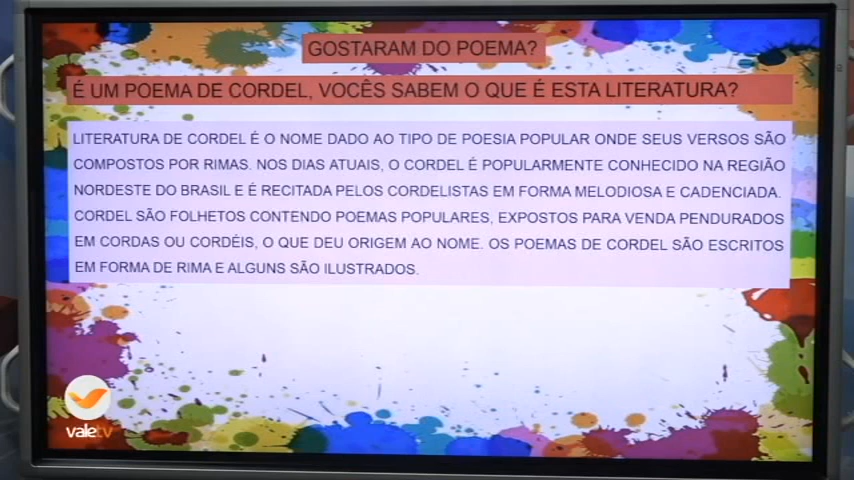 GOSTARAM DO POEMA?
É UM POEMA DE CORDEL, VOCÊS SABEM O QUE É ESTA LITERATURA?
LITERATURA DE CORDEL É O NOME DADO AO TIPO DE POESIA POPULAR ONDE SEUS VERSOS SÃO
COMPOSTOS POR RIMAS. NOS DIAS ATUAIS, O CORDEL É POPULARMENTE CONHECIDO NA REGIÃO
NORDESTE DO BRASIL E É RECITADA PELOS CORDELISTAS EM FORMA MELODIOSA E CADENCIADA.
CORDEL SÃO FOLHETOS CONTENDO POEMAS POPULARES, EXPOSTOS PARA VENDA PENDURADOS
EM CORDAS OU CORDÉIS, O QUE DEU ORIGEM AO NOME. OS POEMAS DE CORDEL SÃO ESCRITOS
EM FORMA DE RIMA E ALGUNS SÃO ILUSTRADOS.
valetv